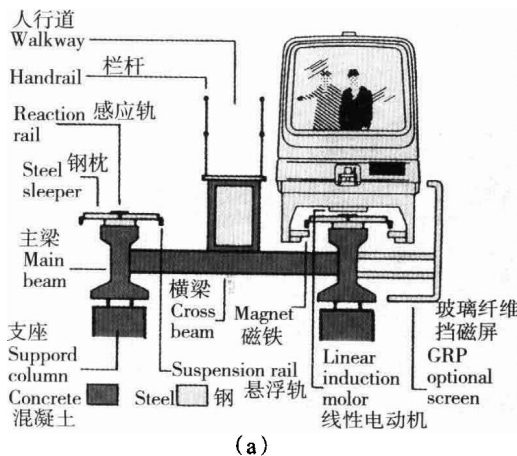 人行道
Walkway
Handrail 栏杆
Reaction 感应轨
rail
Steel 钢枕
sleeper
主梁
Main
beam
横梁
Cross
beam
Magnet
磁铁
玻璃纤维
挡磁屏
GRP
optional
screen
支座
Suppord
column
Suspension rail
悬浮轨
Linear
induction
molor
线性电动机
Concrete
混凝土
Steel 钢
(a)